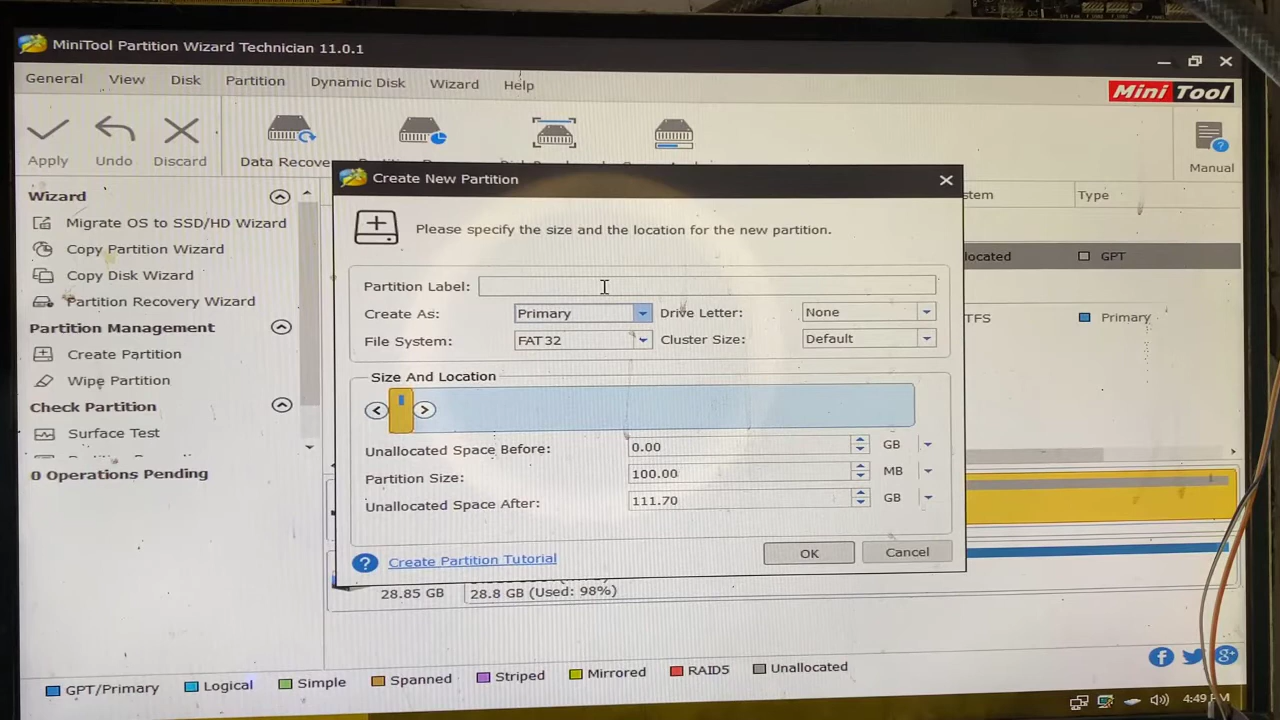 MiniTool Partition Wizard Technician 11.0.1
General View Disk Partition Dynamic Disk Wizard Help
Mini Tool
Apply Undo Discard Data Recove
Manual
Wizard
Migrate OS to SSD/HD Wizard
Copy Partition Wizard
Copy Disk Wizard
Partition Recovery Wizard
Partition Management
Create Partition
Wipe Partition
Check Partition
Surface Test
0 Operations Pending
stem Type
ocated GPT
TFS Primary
Create New Partition
Please specify the size and the location for the new partition.
Partition Label:
Create As: Primary Drive Letter: None
File System: FAT32 Cluster Size: Default
Size And Location
Unallocated Space Before: 0.00 GB
Partition Size: 100.00 MB
Unallocated Space After: 111.70 GB
? Create Partition Tutorial OK Cancel
28.85 GB 28.8 GB (Used: 98%)
GPT/Primary Logical Simple Spanned Striped Mirrored RAID5 Unallocated
4:49 PM